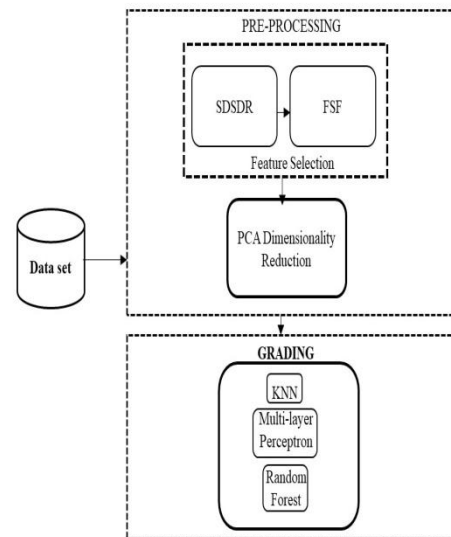 PRE-PROCESSING
SDSDR
FSF
Feature Selection
PCA Dimensionality
Reduction
Data set
GRADING
KNN
Multi-layer
Perceptron
Random
Forest